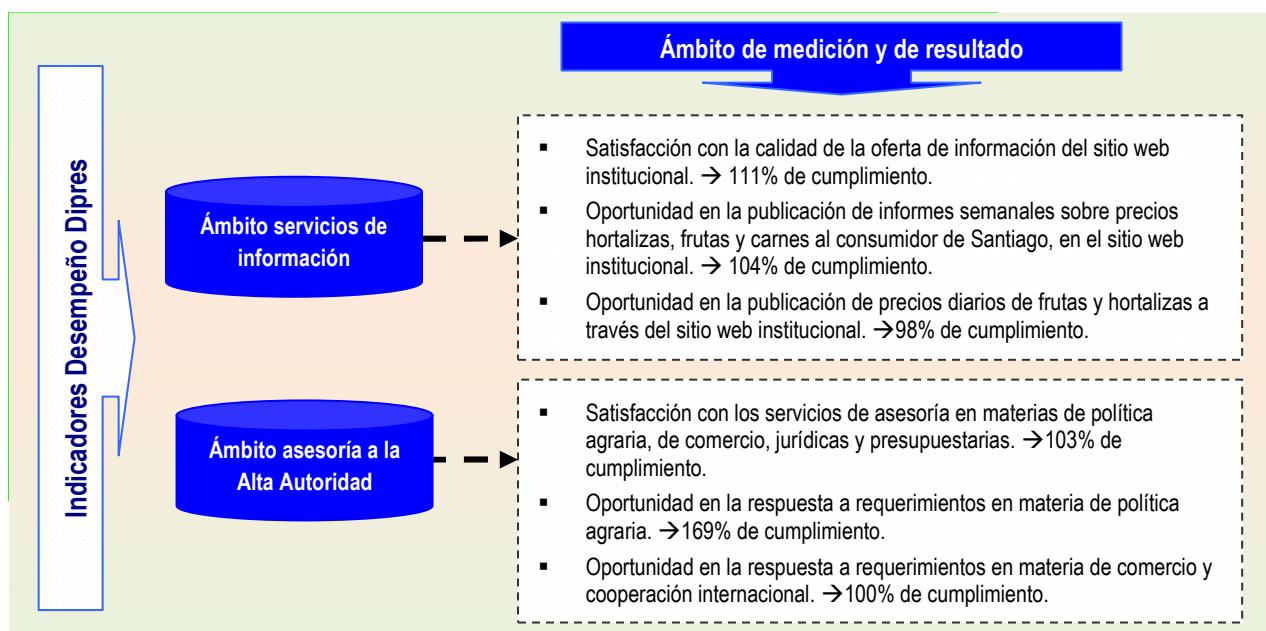 Ámbito de medición y de resultado
Indicadores Desempeño Dipres
Ámbito servicios de
información
▪ Satisfacción con la calidad de la oferta de información del sitio web
institucional. → 111% de cumplimiento.
▪ Oportunidad en la publicación de informes semanales sobre precios
hortalizas, frutas y carnes al consumidor de Santiago, en el sitio web
institucional. → 104% de cumplimiento.
▪ Oportunidad en la publicación de precios diarios de frutas y hortalizas a
través del sitio web institucional. →98% de cumplimiento.
Ámbito asesoría a la
Alta Autoridad
▪ Satisfacción con los servicios de asesoría en materias de política
agraria, de comercio, jurídicas y presupuestarias. →103% de
cumplimiento.
▪ Oportunidad en la respuesta a requerimientos en materia de política
agraria. →169% de cumplimiento.
▪ Oportunidad en la respuesta a requerimientos en materia de comercio y
cooperación internacional. →100% de cumplimiento.